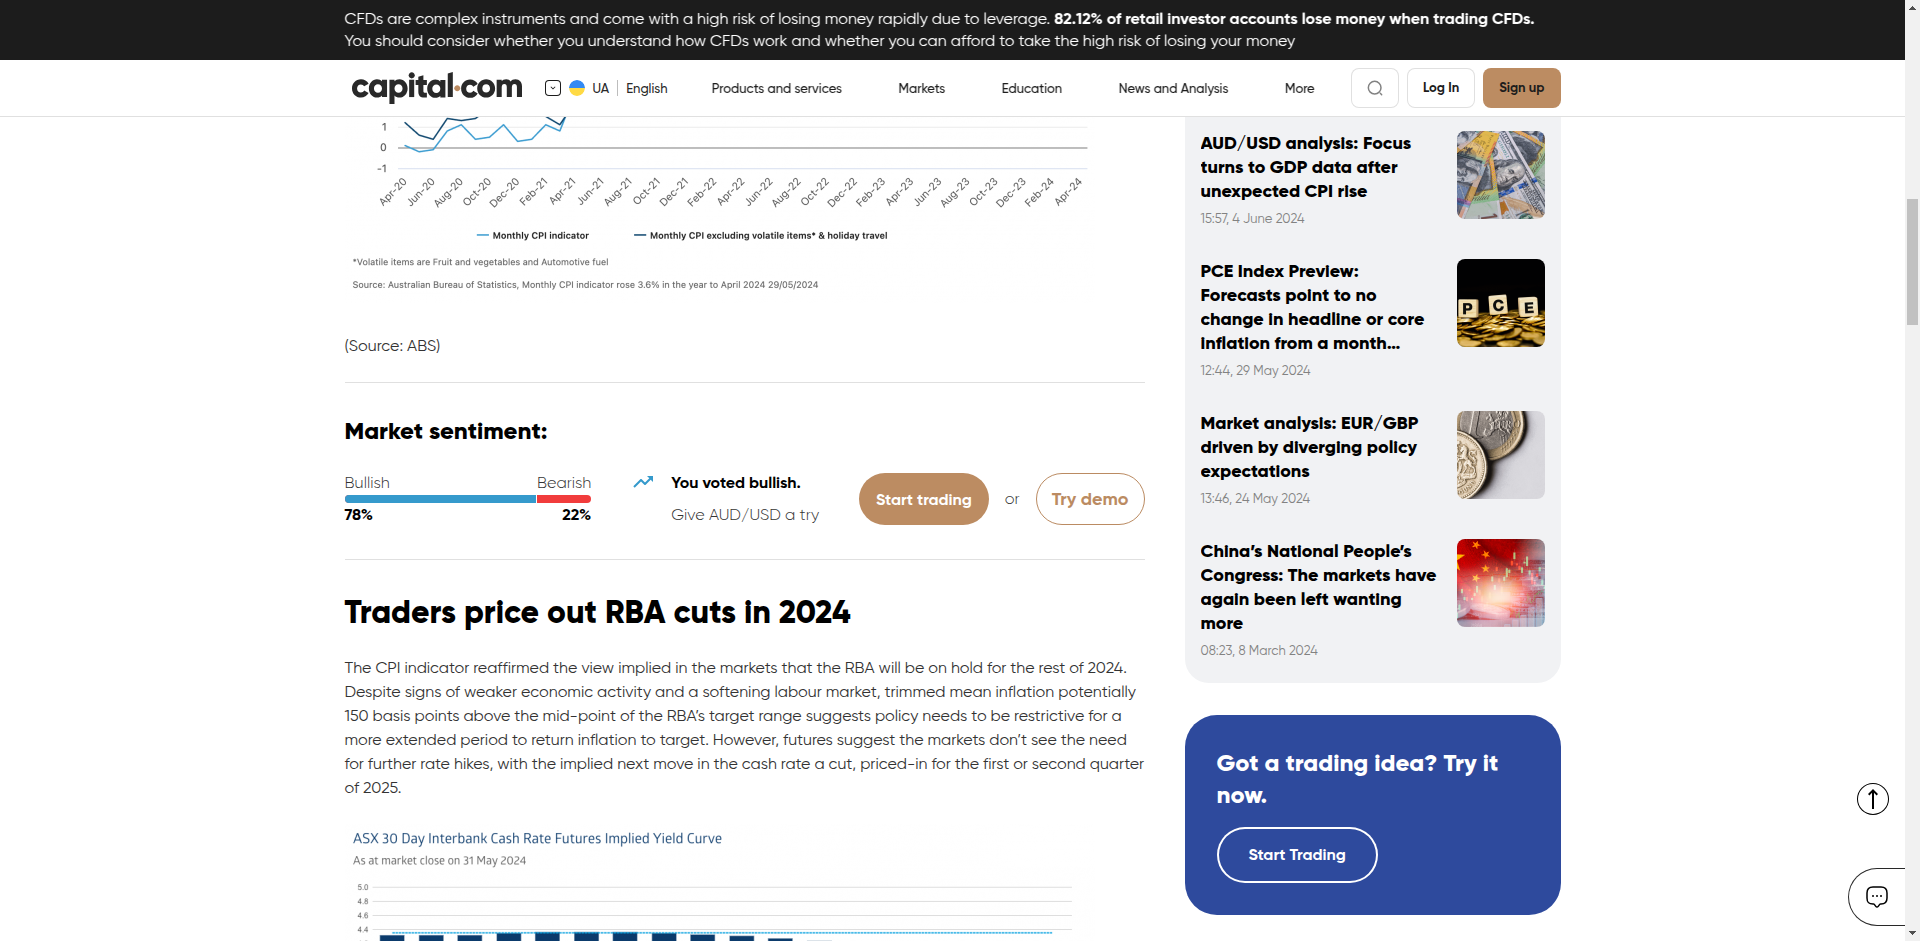 CFDs are complex instruments and come with a high risk of losing money rapidly due to leverage. 82.12% of retail investor accounts lose money when trading CFDs.
You should consider whether you understand how CFDs work and whether you can afford to take the high risk of losing your money
capital.com
UA
English
Products and services
Markets
Education
News and Analysis
More
Log In
Sign up
1
0
-1
Apr-20
Jun-20
Aug-20
Oct-20
Dec-20
Feb-21
Apr-21
Jun-21
Aug-21
Oct-21
Dec-21
Feb-22
Apr-22
Jun-22
Aug-22
Oct-22
Dec-22
Feb-23
Apr-23
Jun-23
Aug-23
Oct-23
Dec-23
Feb-24
Apr-24
Monthly CPI indicator
Monthly CPI excluding volatile items* & holiday travel
*Volatile items are Fruit and vegetables and Automotive fuel
Source: Australian Bureau of Statistics, Monthly CPI indicator rose 3.6% in the year to April 2024 29/05/2024
(Source: ABS)
Market sentiment:
Bullish
Bearish
78%
22%
You voted bullish.
Give AUD/USD a try
Start trading
or
Try demo
Traders price out RBA cuts in 2024
The CPI indicator reaffirmed the view implied in the markets that the RBA will be on hold for the rest of 2024.
Despite signs of weaker economic activity and a softening labour market, trimmed mean inflation potentially
150 basis points above the mid-point of the RBA's target range suggests policy needs to be restrictive for a
more extended period to return inflation to target. However, futures suggest the markets don't see the need
for further rate hikes, with the implied next move in the cash rate a cut, priced-in for the first or second quarter
of 2025.
ASX 30 Day Interbank Cash Rate Futures Implied Yield Curve
As at market close on 31 May 2024
5.0
4.8
4.6
4.4
AUD/USD analysis: Focus
turns to GDP data after
unexpected CPI rise
15:57, 4 June 2024
PCE Index Preview:
Forecasts point to no
change in headline or core
inflation from a month...
12:44, 29 May 2024
P C E
Market analysis: EUR/GBP
driven by diverging policy
expectations
13:46, 24 May 2024
China's National People's
Congress: The markets have
again been left wanting
more
08:23, 8 March 2024
Got a trading idea? Try it
now.
Start Trading